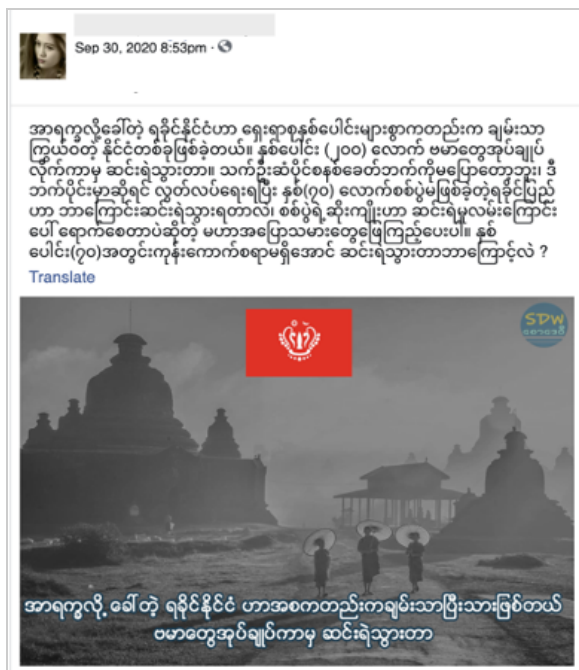 Sep 30, 2020 8:53pm ·
အာရက္ခလို့ခေါ်တဲ့ ရခိုင်နိုင်ငံဟာ ရှေးရာစုနှစ်ပေါင်းများစွာကတည်းက ချမ်းသာ
ကြွယ်ဝတဲ့ နိုင်ငံတစ်ခုဖြစ်ခဲ့တယ်။ နှစ်ပေါင်း (၂၀၀) လောက် ဗမာတွေအုပ်ချုပ်
လိုက်ကာမှ ဆင်းရဲသွားတာ။ သက်ဦးဆံပိုင်စနစ်ခေတ်ဘက်ကိုမပြောတော့ဘူး၊ ဒီ
ဘက်ပိုင်းမှာဆိုရင် လွတ်လပ်ရေးရပြီး နှစ်(၇၀) လောက်စစ်ပွဲမဖြစ်ခဲ့တဲ့ရခိုင်ပြည်
ဟာ ဘာကြောင်းဆင်းရဲသွားရတာလဲ၊ စစ်ပွဲရဲ့ဆိုးကျိုးဟာ ဆင်းရဲမှုလမ်းကြောင်း
ပေါ် ရောက်စေတာပဲဆိုတဲ့ မဟာအပြောသမားတွေဖြေကြည့်ပေးပါ။ နှစ်
ပေါင်း(၇၀)အတွင်းကုန်းကောက်စရာမရှိအောင် ဆင်းရဲသွားတာဘာကြောင့်လဲ ?
Translate
SDW
စောဒေဝီ
အာရက္ခလို့ ခေါ်တဲ့ ရခိုင်နိုင်ငံ ဟာအစကတည်းကချမ်းသာပြီးသားဖြစ်တယ်
ဗမာတွေအုပ်ချုပ်ကာမှ ဆင်းရဲသွားတာ